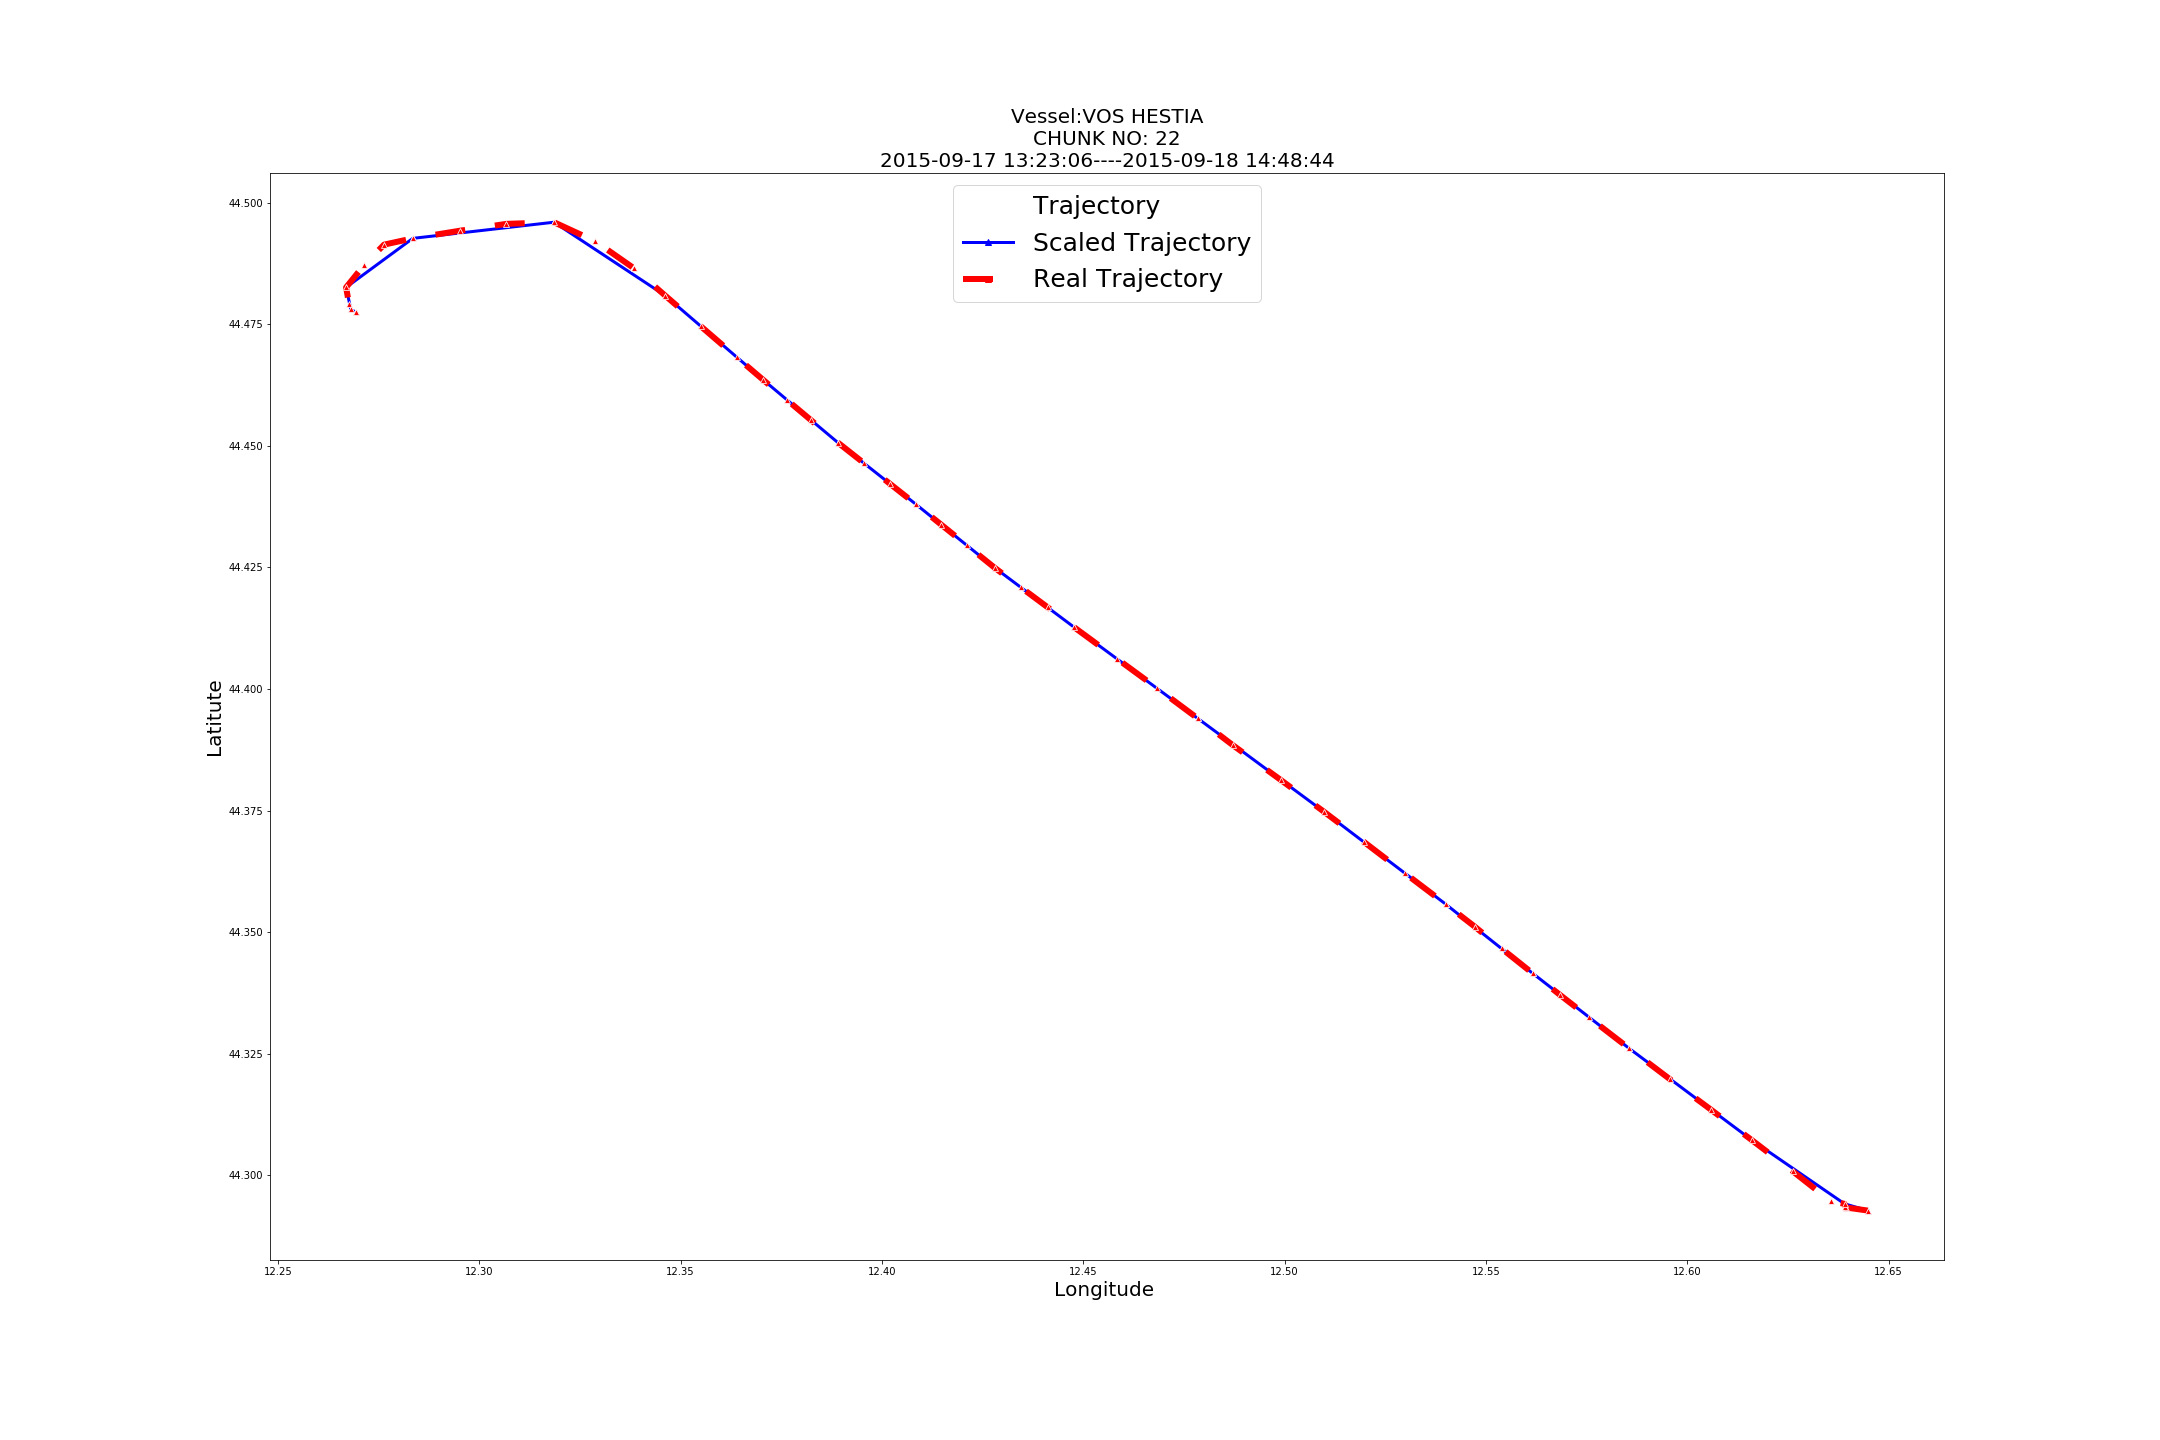 Vessel:VOS HESTIA
CHUNK NO: 22
2015-09-17 13:23:06----2015-09-18 14:48:44
Trajectory
Scaled Trajectory
Real Trajectory
44.500
44.475
44.450
44.425
44.400
44.375
44.350
44.325
44.300
Latitute
12.25 12.30 12.35 12.40 12.45 12.50 12.55 12.60 12.65
Longitude